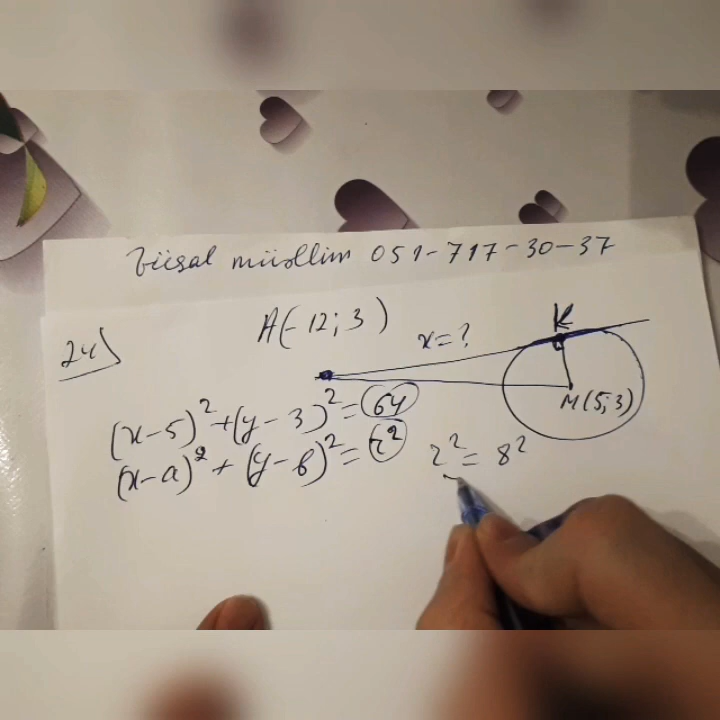 Vüsal müəllim 051-717-30-37
24)
A(-12; 3)
x=?
K
M(5;3)
(x-5)²+(y-3)²=64
(x-a)²+(y-b)²=r²
r²=8²